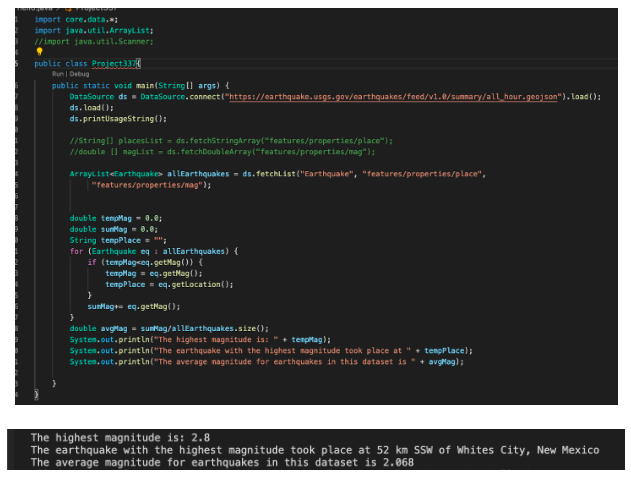 import core.data.*;
import java.util.ArrayList;
//import java.util.Scanner;
public class Project337{
Run | Debug
public static void main(String[] args) {
DataSource ds = DataSource.connect("https://earthquake.usgs.gov/earthquakes/feed/v1.0/summary/all_hour.geojson").load();
ds.load();
ds.printUsageString();
//String[] placesList = ds.fetchStringArray("features/properties/place");
//double [] magList = ds.fetchDoubleArray("features/properties/mag");
ArrayList<Earthquake> allEarthquakes = ds.fetchList("Earthquake", "features/properties/place",
"features/properties/mag");
double tempMag = 0.0;
double sumMag = 0.0;
String tempPlace = "";
for (Earthquake eq : allEarthquakes) {
if (tempMag<eq.getMag()) {
tempMag = eq.getMag();
tempPlace = eq.getLocation();
}
sumMag+= eq.getMag();
}
double avgMag = sumMag/allEarthquakes.size();
System.out.println("The highest magnitude is: " + tempMag);
System.out.println("The earthquake with the highest magnitude took place at " + tempPlace);
System.out.println("The average magnitude for earthquakes in this dataset is " + avgMag);
}
}
The highest magnitude is: 2.8
The earthquake with the highest magnitude took place at 52 km SSW of Whites City, New Mexico
The average magnitude for earthquakes in this dataset is 2.068